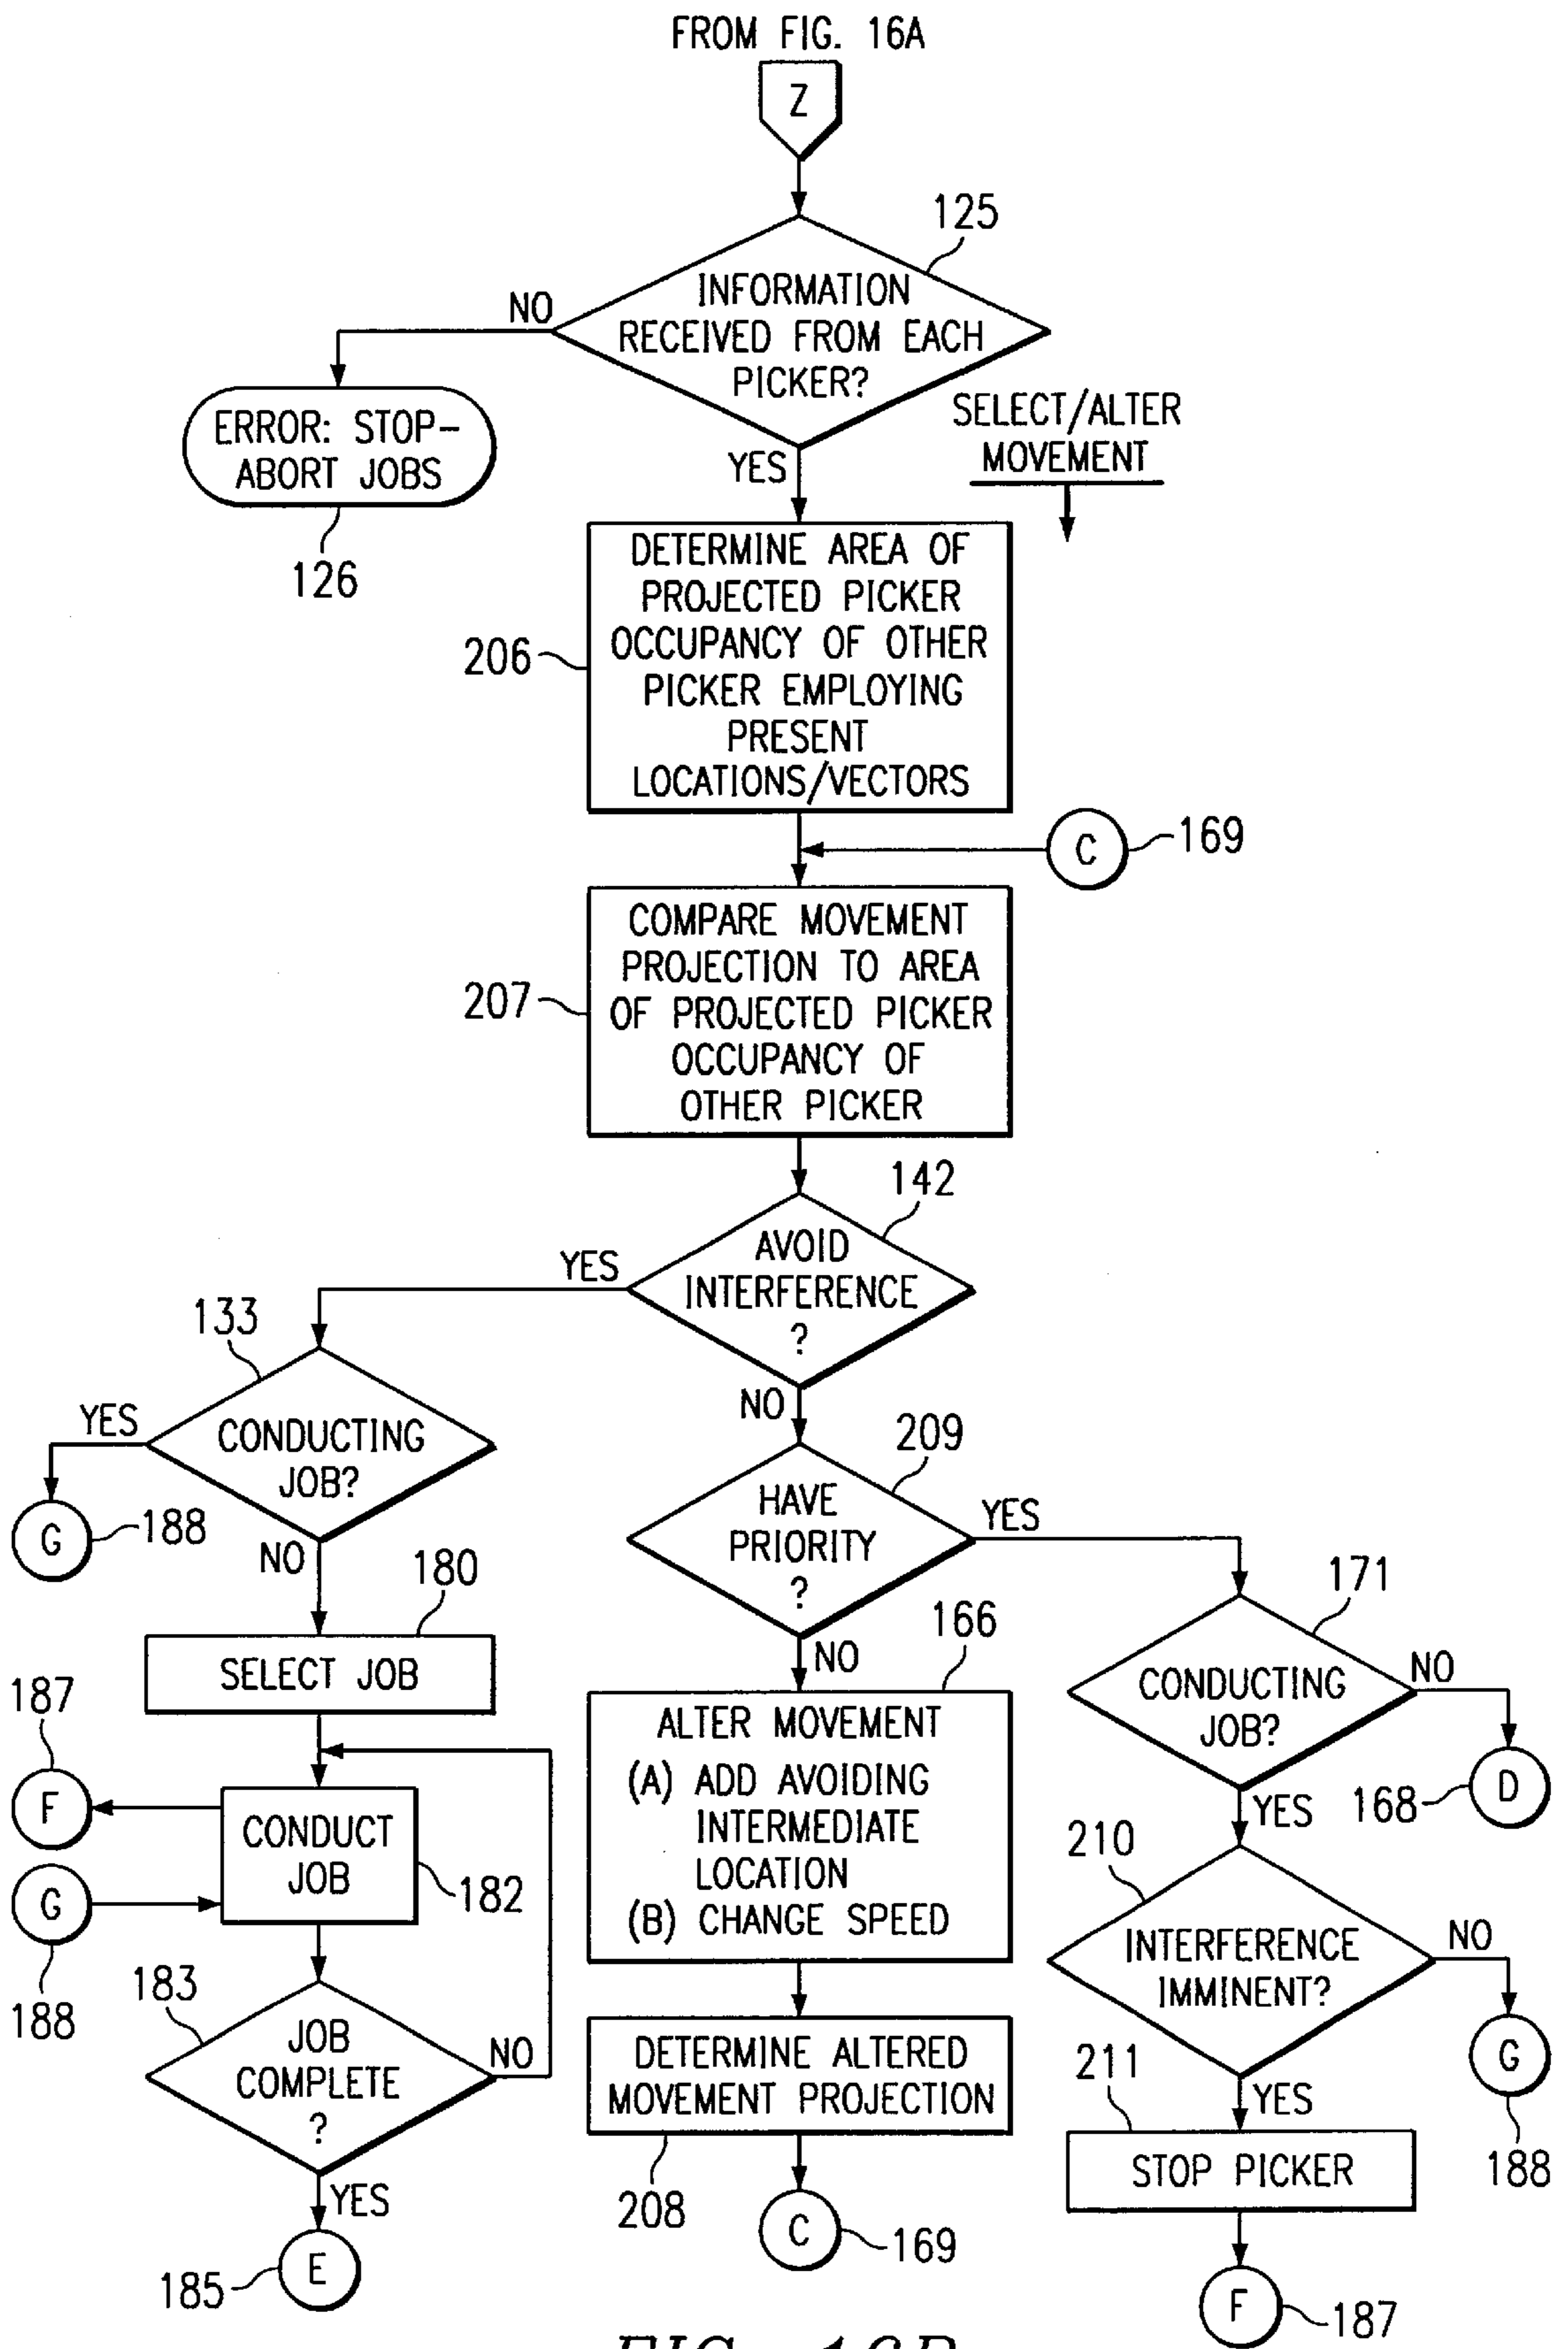 FROM FIG. 16A
Z
125
INFORMATION
RECEIVED FROM EACH
PICKER?
NO
ERROR: STOP-
ABORT JOBS
126
YES
SELECT/ALTER
MOVEMENT
DETERMINE AREA OF
PROJECTED PICKER
OCCUPANCY OF OTHER
PICKER EMPLOYING
PRESENT
LOCATIONS/VECTORS
206
C
169
COMPARE MOVEMENT
PROJECTION TO AREA
OF PROJECTED PICKER
OCCUPANCY OF
OTHER PICKER
207
142
AVOID
INTERFERENCE
?
YES
NO
133
CONDUCTING
JOB?
YES
G
188
NO
180
SELECT JOB
187
F
CONDUCT
JOB
182
G
188
183
JOB
COMPLETE
?
NO
YES
E
185
209
HAVE
PRIORITY
?
YES
NO
166
ALTER MOVEMENT
(A) ADD AVOIDING
INTERMEDIATE
LOCATION
(B) CHANGE SPEED
DETERMINE ALTERED
MOVEMENT PROJECTION
208
C
169
171
CONDUCTING
JOB?
NO
D
168
YES
210
INTERFERENCE
IMMINENT?
NO
G
188
YES
211
STOP PICKER
F
187